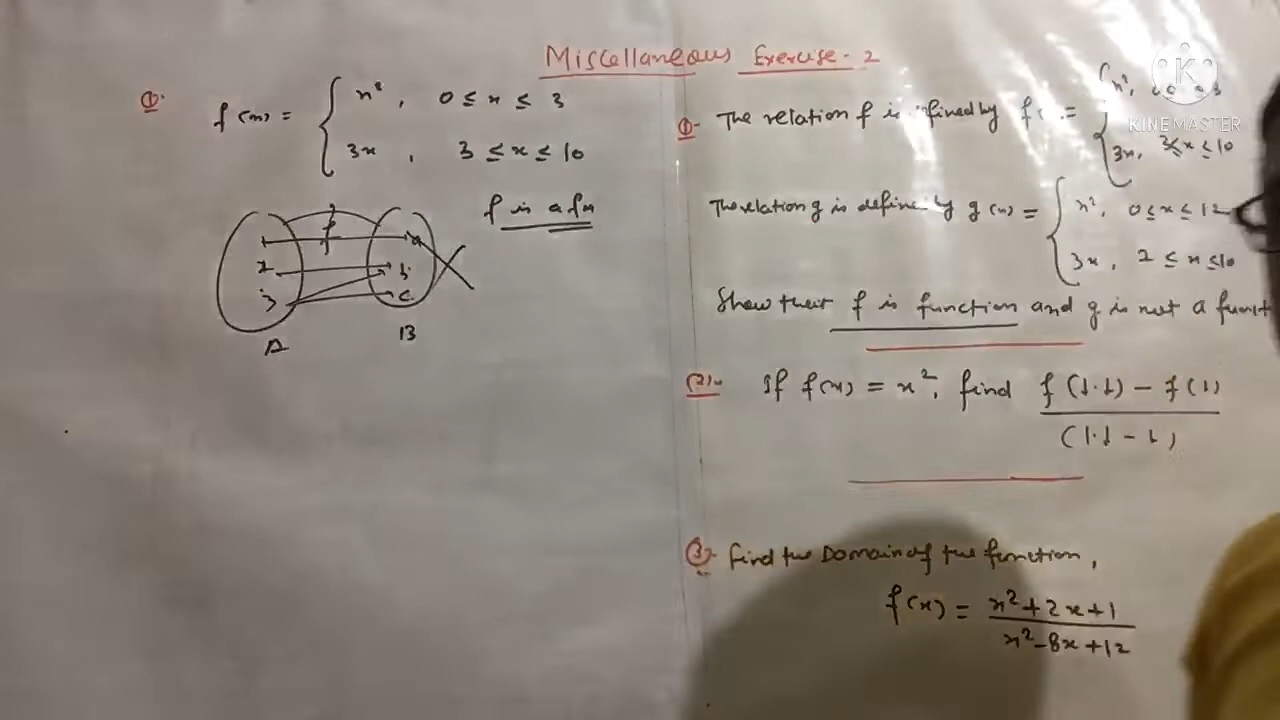 Miscellaneous Exercise - 2
①.
f(x) = { x², 0 ≤ x ≤ 3
3x, 3 ≤ x ≤ 10
f is a fn
f
1 a
2 b
3 c
A B
①- The relation f is defined by f( ) = { x²,
3x, 3 ≤ x ≤ 10
The relation g is define by g(x) = { x², 0 ≤ x ≤ 12
3x, 2 ≤ x ≤ 10
Show that f is function and g is not a funct
(2)- If f(x) = x², find f(1.1) - f(1)
(1.1 - 1)
③- Find the Domain of the function,
f(x) = x² + 2x + 1
x² - 8x + 12
K
KINEMASTER